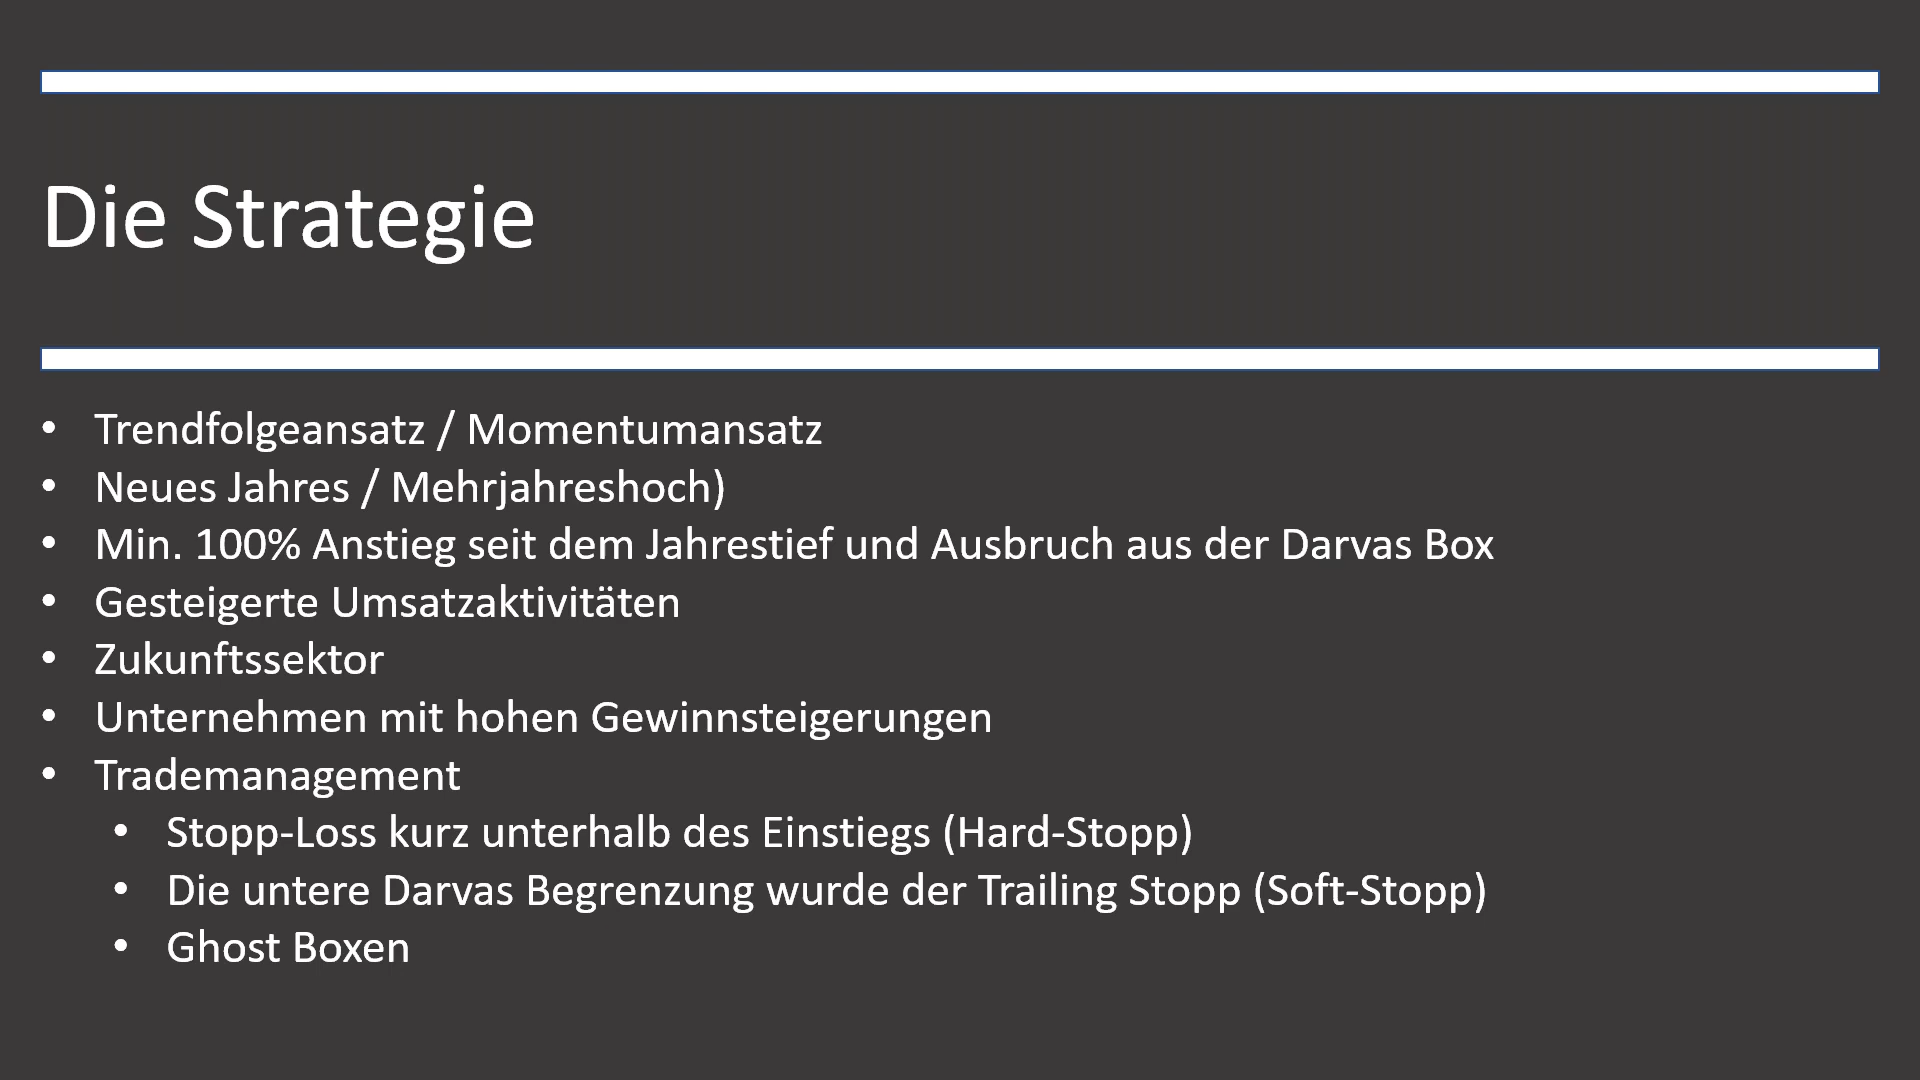 Die Strategie
• Trendfolgeansatz / Momentumansatz
• Neues Jahres / Mehrjahreshoch)
• Min. 100% Anstieg seit dem Jahrestief und Ausbruch aus der Darvas Box
• Gesteigerte Umsatzaktivitäten
• Zukunftssektor
• Unternehmen mit hohen Gewinnsteigerungen
• Trademanagement
• Stopp-Loss kurz unterhalb des Einstiegs (Hard-Stopp)
• Die untere Darvas Begrenzung wurde der Trailing Stopp (Soft-Stopp)
• Ghost Boxen